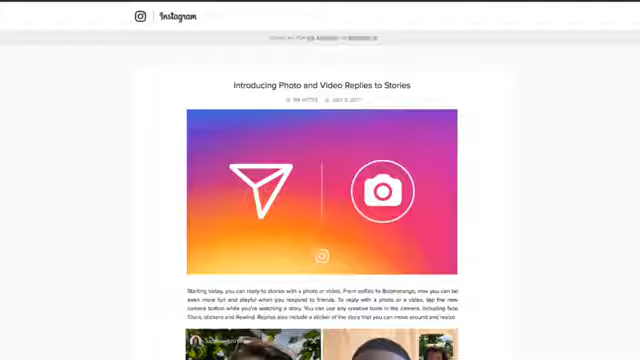 Instagram
Introducing Photo and Video Replies to Stories
Starting today, you can reply to stories with a photo or video. From selfies to Boomerangs, now you can be
even more fun and playful when you respond to friends. To reply with a photo or a video, tap the new
camera button while you're watching a story. You can use any creative tools in the camera, including face
filters, stickers and Rewind. Replies also include a sticker of the story that you can move around and resize